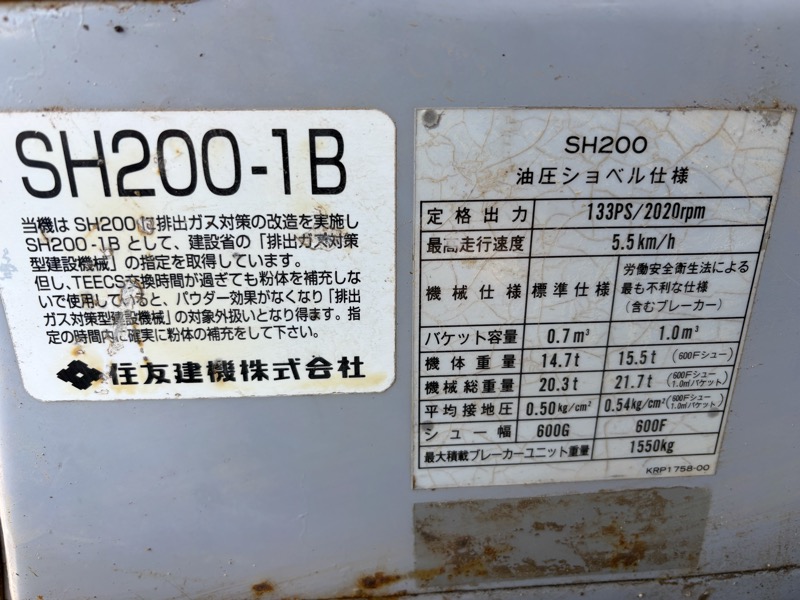 SH200-1B
当機は SH200に排出ガス対策の改造を実施し
SH200-1B として、建設省の「排出ガス対策
型建設機械」の指定を取得しています。
但し、TEECS交換時間が過ぎても粉体を補充しな
いで使用していると、パウダー効果がなくなり「排出
ガス対策型建設機械」の対象外扱いとなり得ます。指
定の時間内に確実に粉体の補充をして下さい。
住友建機株式会社
SH200
油圧ショベル仕様
定格出力 133PS/2020rpm
最高走行速度 5.5km/h
機械仕様 標準仕様 労働安全衛生法による
最も不利な仕様
(含むブレーカー)
バケット容量 0.7m³ 1.0m³
機体重量 14.7t 15.5t (600Fシュー)
機械総重量 20.3t 21.7t (600Fシュー
1.0㎥バケット)
平均接地圧 0.50kg/cm² 0.54kg/cm² (600Fシュー
1.0㎥バケット)
シュー幅 600G 600F
最大積載ブレーカーユニット重量 1550kg
KRP1758-00